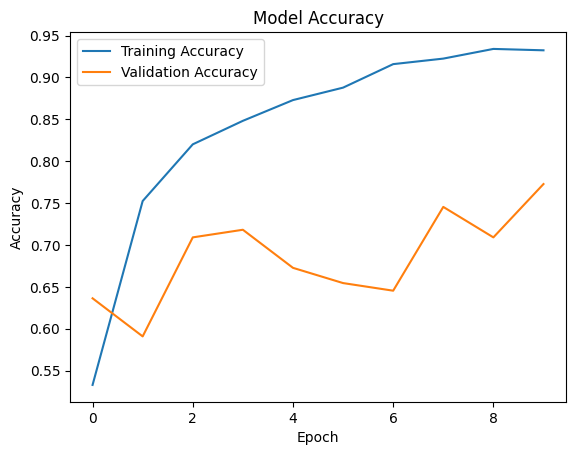 Model Accuracy
Training Accuracy
Validation Accuracy
0.95
0.90
0.85
0.80
0.75
0.70
0.65
0.60
0.55
Accuracy
0 2 4 6 8
Epoch